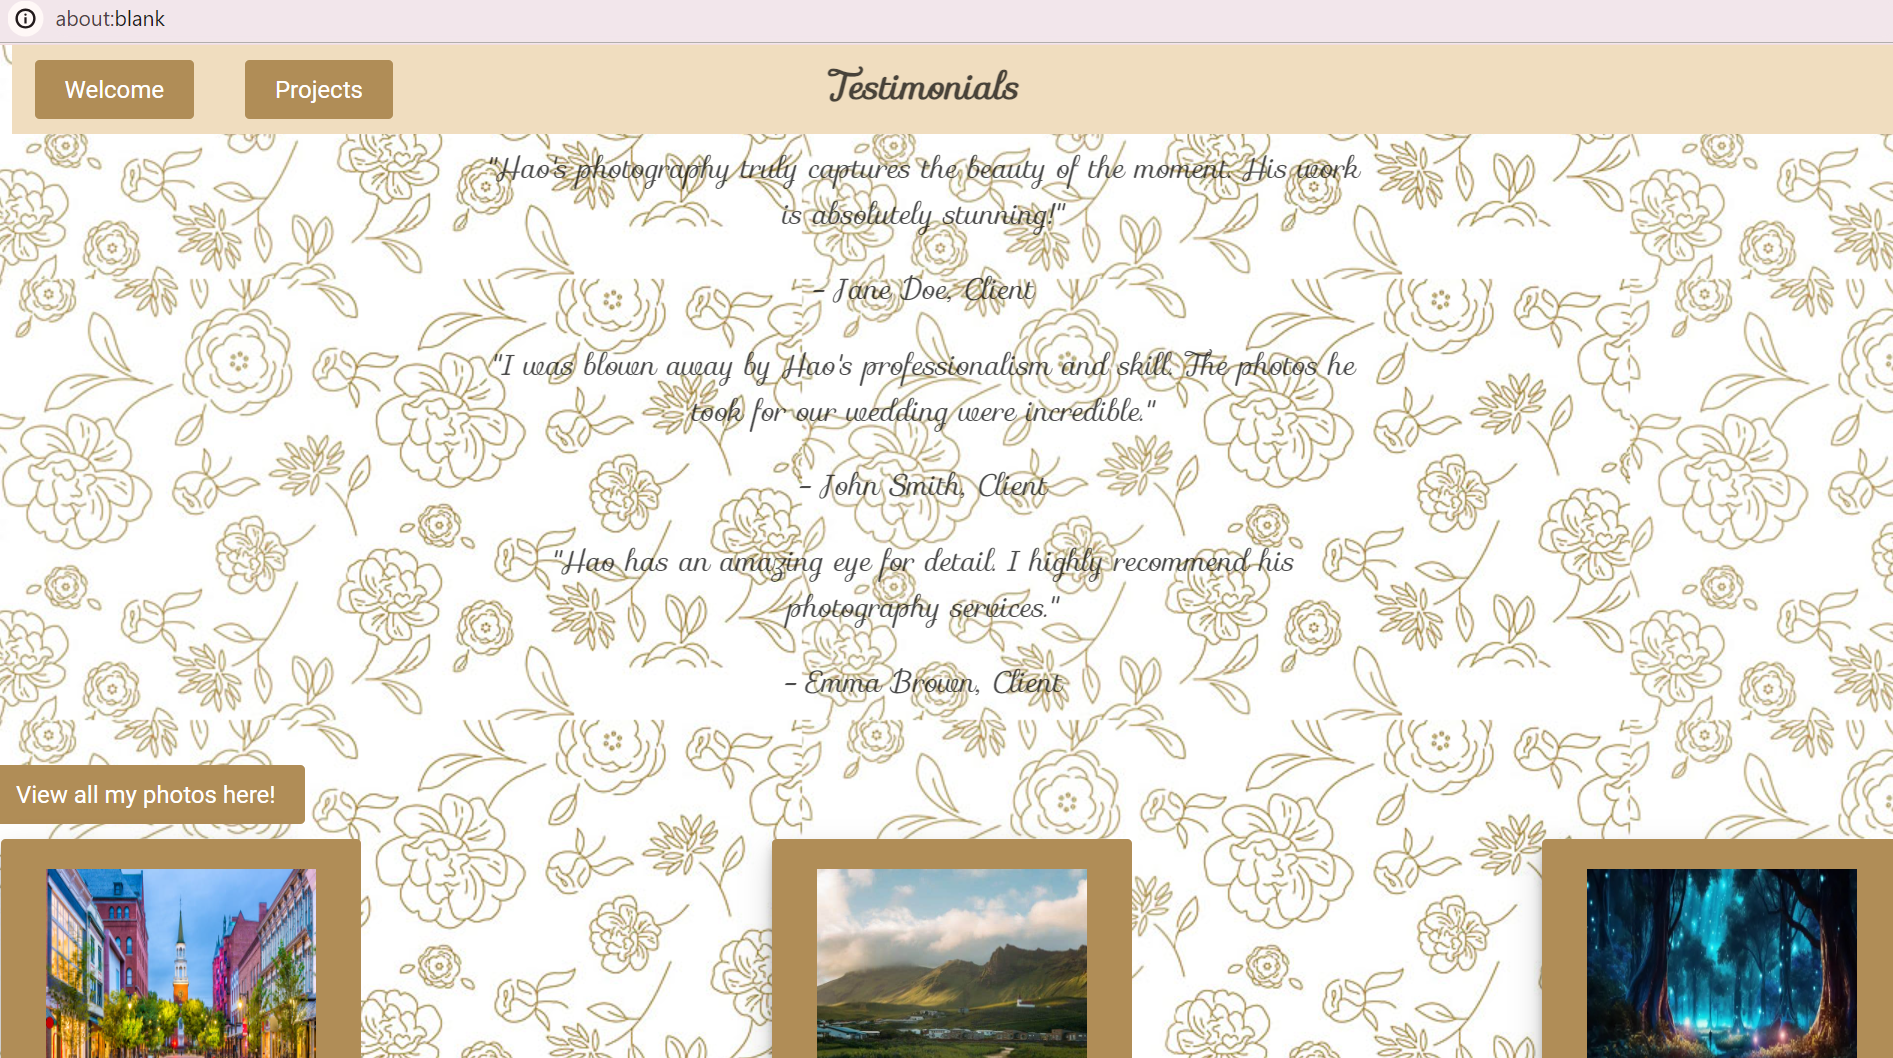 about:blank
Welcome
Projects
Testimonials
"Hao's photography truly captures the beauty of the moment. His work
is absolutely stunning!"
- Jane Doe, Client
"I was blown away by Hao's professionalism and skill. The photos he
took for our wedding were incredible."
- John Smith, Client
"Hao has an amazing eye for detail. I highly recommend his
photography services."
- Emma Brown, Client
View all my photos here!